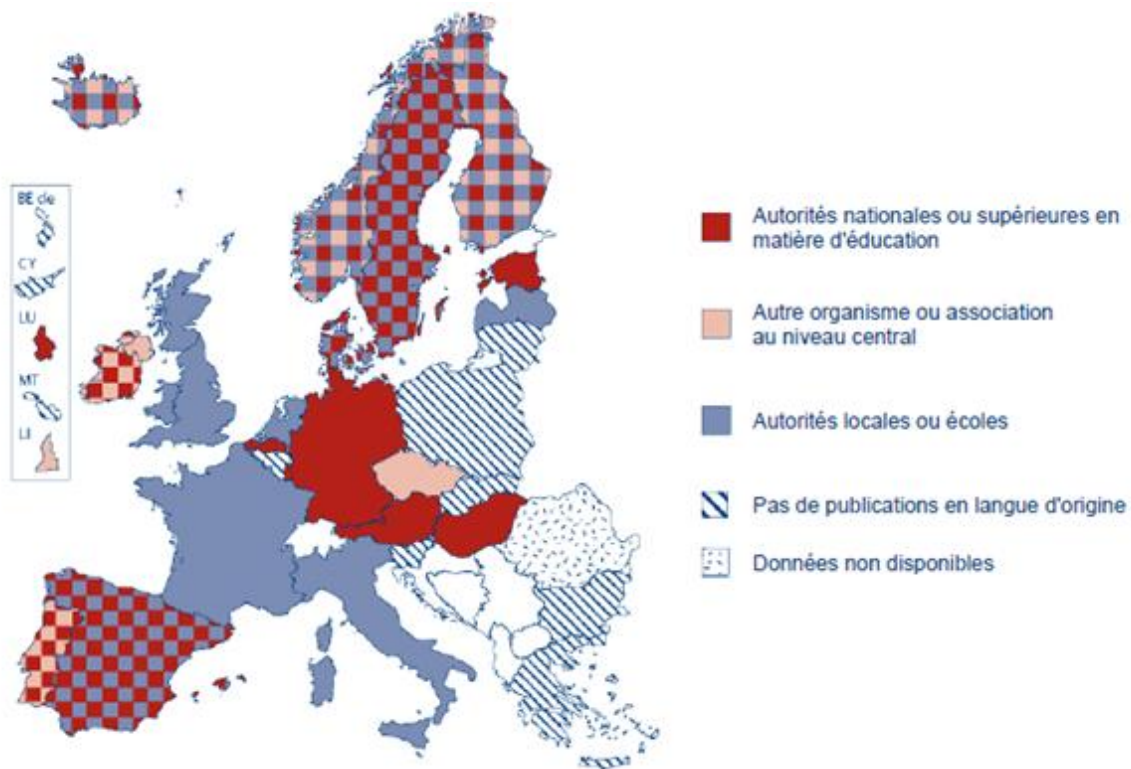 BE de
CY
LIU
MT
LI
Autorités nationales ou supérieures en
matière d'éducation
Autre organisme ou association
au niveau central
Autorités locales ou écoles
Pas de publications en langue d'origine
Données non disponibles